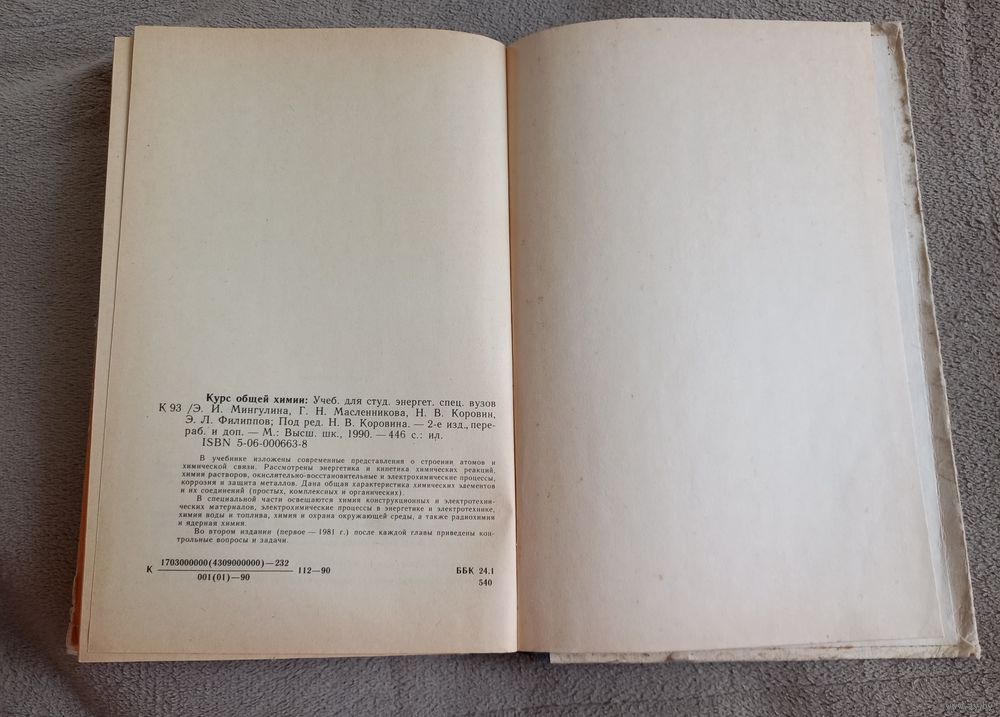 Курс общей химии: Учеб. для студ. энергет. спец. вузов
К 93 /Э. И. Мингулина, Г. Н. Масленникова, Н. В. Коровин,
Э. Л. Филиппов; Под ред. Н. В. Коровина. — 2-е изд., пере-
раб. и доп. — М.: Высш. шк., 1990. — 446 с.: ил.
ISBN 5-06-000663-8
В учебнике изложены современные представления о строении атомов и
химической связи. Рассмотрены энергетика и кинетика химических реакций,
химия растворов, окислительно-восстановительные и электрохимические процессы,
коррозия и защита металлов. Дана общая характеристика химических элементов
и их соединений (простых, комплексных и органических).
В специальной части освещаются химия конструкционных и электротехни-
ческих материалов, электрохимические процессы в энергетике и электротехнике,
химия воды и топлива, химия и охрана окружающей среды, а также радиохимия
и ядерная химия.
Во втором издании (первое — 1981 г.) после каждой главы приведены кон-
трольные вопросы и задачи.
1703000000(4309000000)—232
К 112—90
001(01)—90
ББК 24.1
540